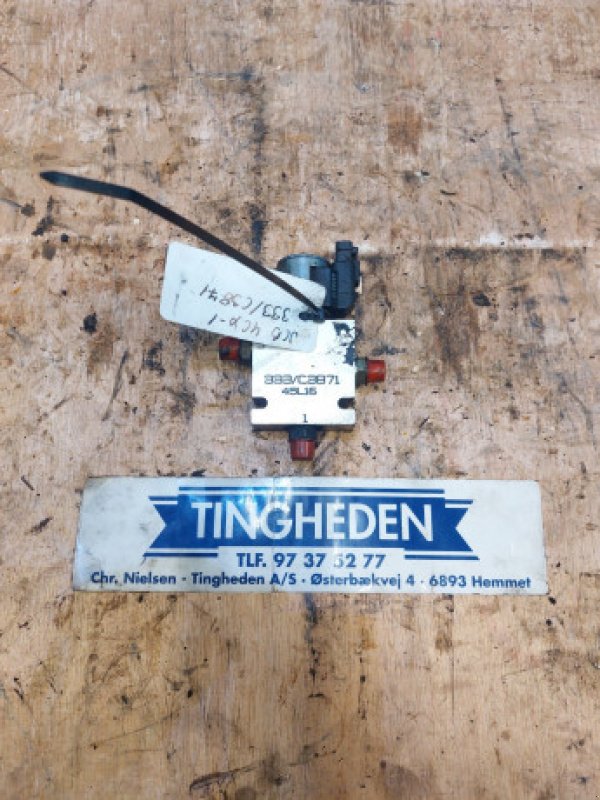 JCB 4CX-1
333/C3871
333/C3871
45L16
1
TINGHEDEN
TLF. 97 37 52 77
Chr. Nielsen - Tingheden A/S - Østerbækvej 4 - 6893 Hemmet